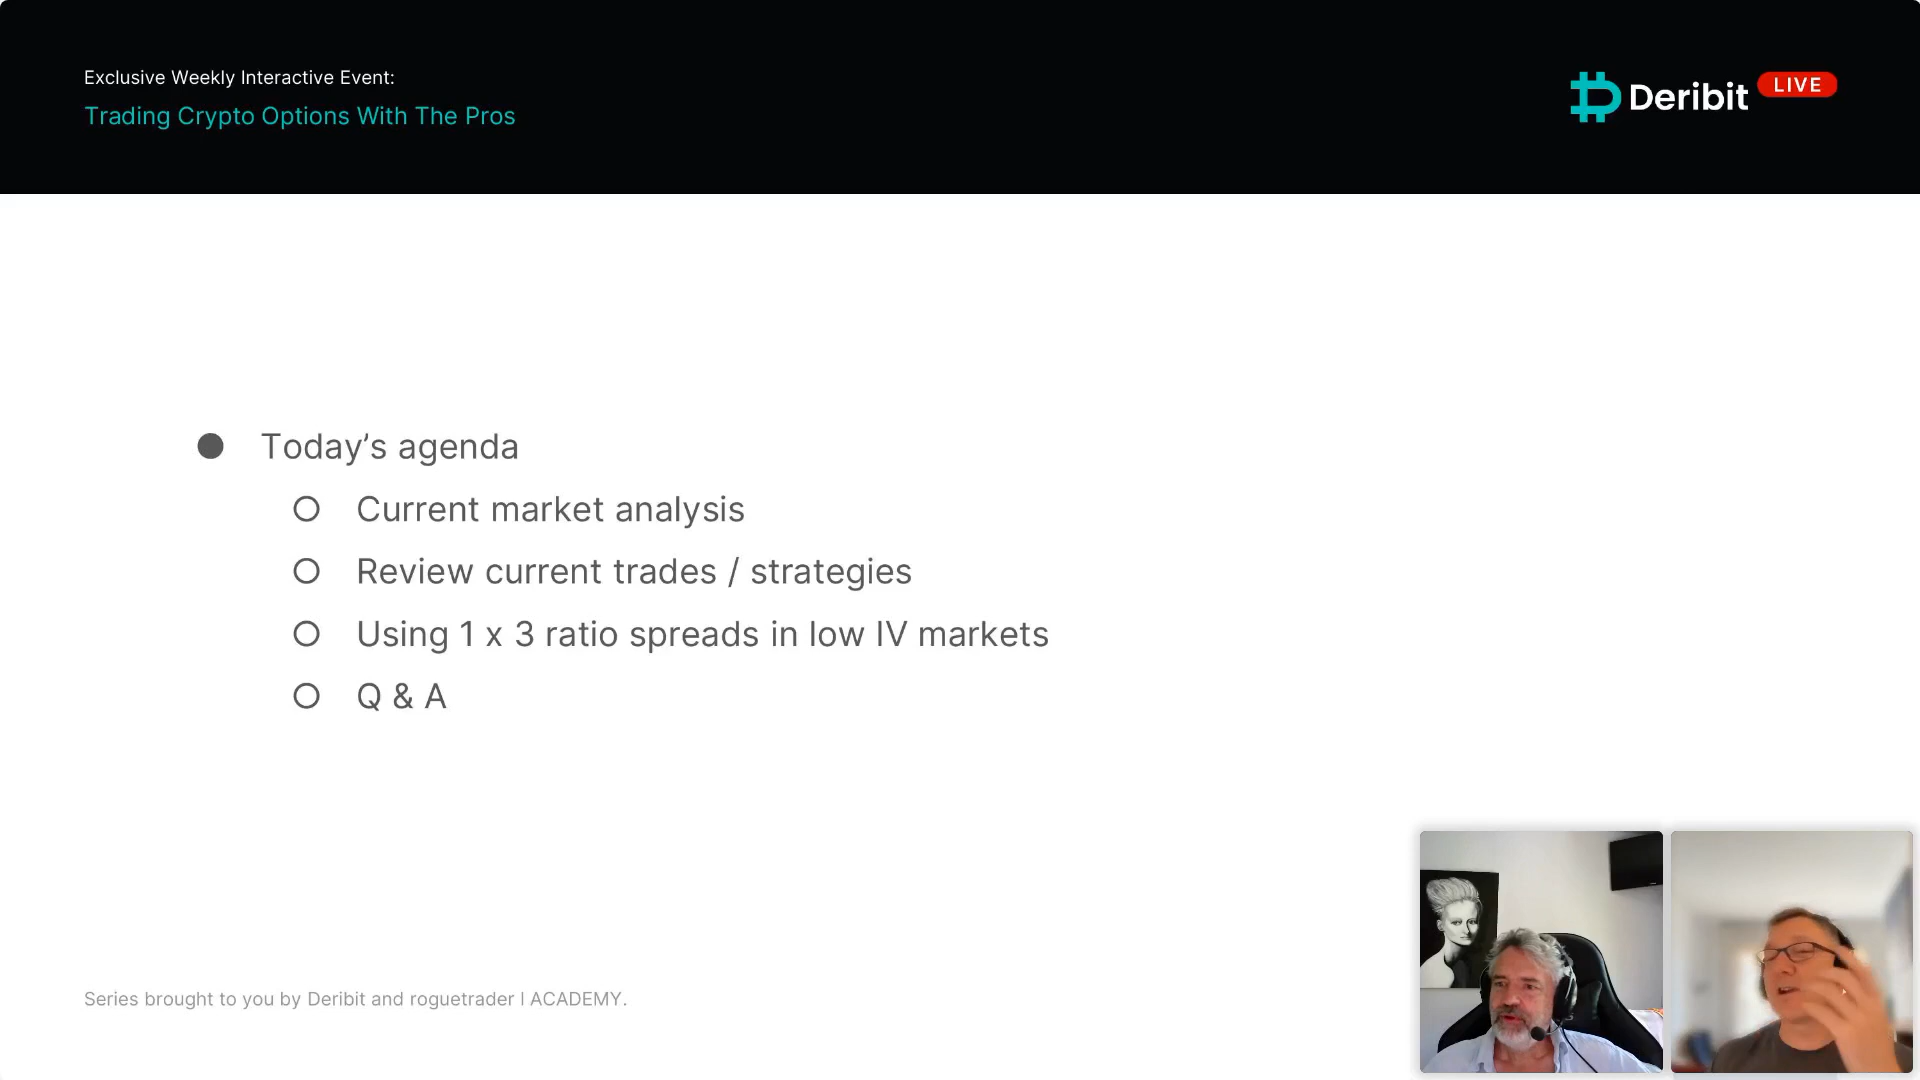 Exclusive Weekly Interactive Event:
Trading Crypto Options With The Pros
Deribit LIVE
Today’s agenda
Current market analysis
Review current trades / strategies
Using 1 x 3 ratio spreads in low IV markets
Q & A
Series brought to you by Deribit and roguetrader | ACADEMY.